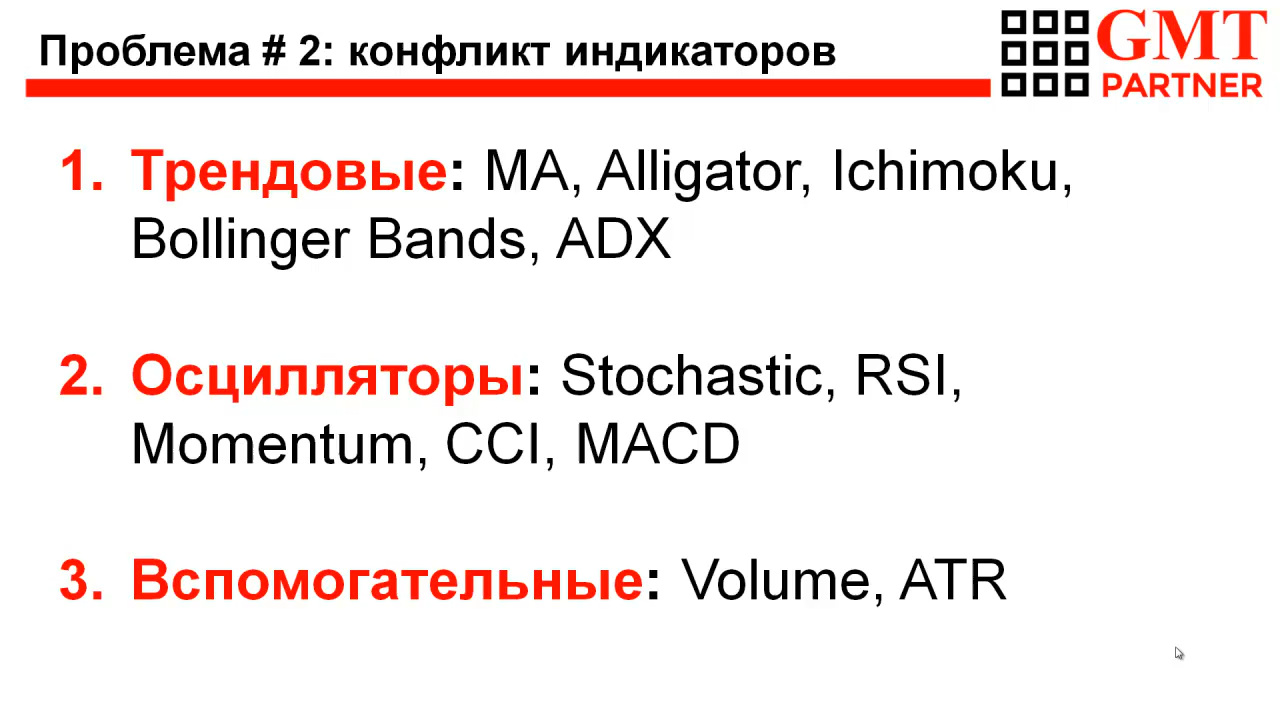 Проблема # 2: конфликт индикаторов
GMT
PARTNER
1. Трендовые: MA, Alligator, Ichimoku,
Bollinger Bands, ADX
2. Осцилляторы: Stochastic, RSI,
Momentum, CCI, MACD
3. Вспомогательные: Volume, ATR